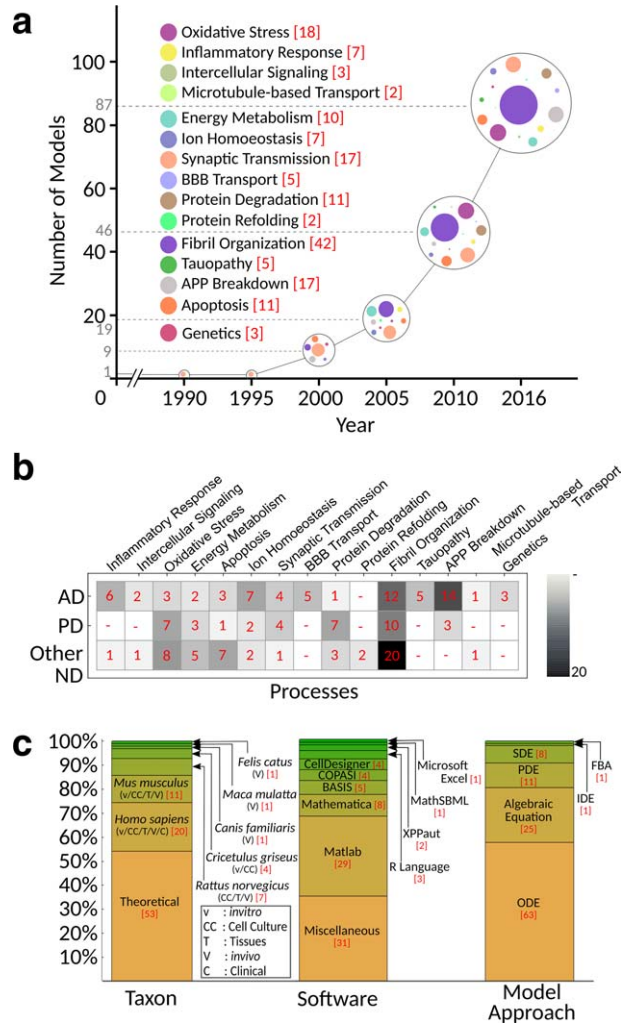 a
Number of Models
100
87
80
60
46
40
20
19
9
1
0
Oxidative Stress [18]
Inflammatory Response [7]
Intercellular Signaling [3]
Microtubule-based Transport [2]
Energy Metabolism [10]
Ion Homoeostasis [7]
Synaptic Transmission [17]
BBB Transport [5]
Protein Degradation [11]
Protein Refolding [2]
Fibril Organization [42]
Tauopathy [5]
APP Breakdown [17]
Apoptosis [11]
Genetics [3]
1990 1995 2000 2005 2010 2016
Year
b
Inflammatory Response
Intercellular Signaling
Oxidative Stress
Energy Metabolism
Apoptosis
Ion Homoeostasis
Synaptic Transmission
BBB Transport
Protein Degradation
Protein Refolding
Fibril Organization
Tauopathy
APP Breakdown
Microtubule-based
Transport
Genetics
AD 6 2 3 2 3 7 4 5 1 - 12 5 14 1 3
PD - - 7 3 1 2 4 - 7 - 10 - 3 - -
Other 1 1 8 5 7 2 1 - 3 2 20 - - 1 -
ND
Processes
-
20
c
100%
90%
80%
70%
60%
50%
40%
30%
20%
10%
Mus musculus
(v/CC/T/V) [11]
Homo sapiens
(v/CC/T/V/C) [20]
Theoretical
[53]
Felis catus
(V) [1]
Maca mulatta
(V) [1]
Canis familiaris
(V) [1]
Cricetulus griseus
(v/CC) [4]
Rattus norvegicus
(CC/T/V) [7]
v : invitro
CC : Cell Culture
T : Tissues
V : invivo
C : Clinical
Taxon
CellDesigner [4]
COPASI [4]
BASIS [5]
Mathematica [8]
Matlab
[29]
Miscellaneous
[31]
Microsoft
Excel [1]
MathSBML
[1]
XPPaut
[2]
R Language
[3]
Software
SDE [8]
PDE
[11]
Algebraic
Equation
[25]
ODE
[63]
FBA
[1]
IDE
[1]
Model
Approach